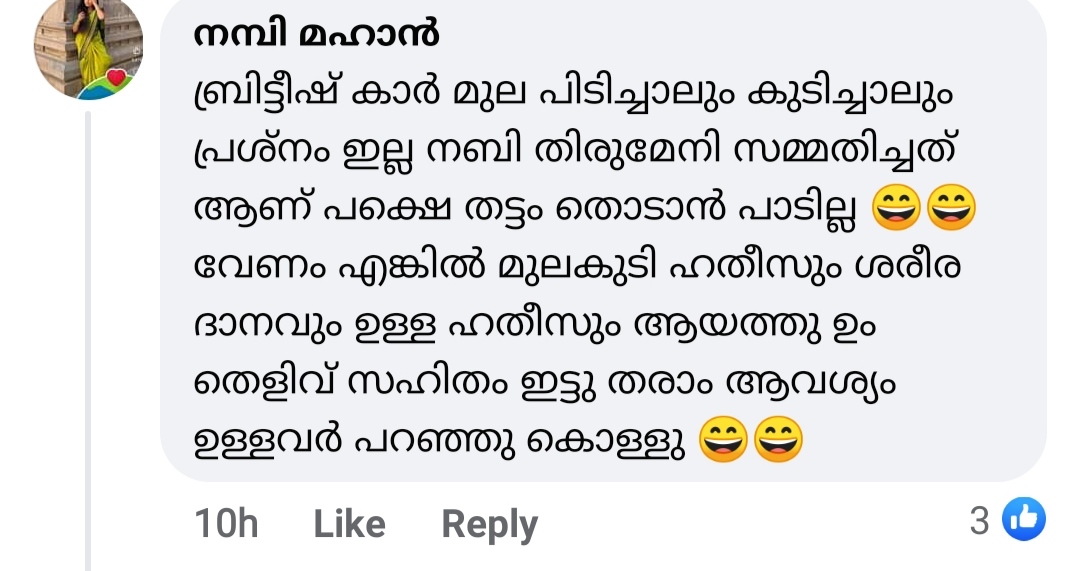 നമ്പി മഹാൻ
ബ്രിട്ടീഷ് കാർ മുല പിടിച്ചാലും കുടിച്ചാലും
പ്രശ്നം ഇല്ല നബി തിരുമേനി സമ്മതിച്ചത്
ആണ് പക്ഷെ തട്ടം തൊടാൻ പാടില്ല 😄😄
വേണം എങ്കിൽ മുലകുടി ഹതീസും ശരീര
ദാനവും ഉള്ള ഹതീസും ആയത്തു ഉം
തെളിവ് സഹിതം ഇട്ടു തരാം ആവശ്യം
ഉള്ളവർ പറഞ്ഞു കൊള്ളു 😄😄
10h Like Reply 3